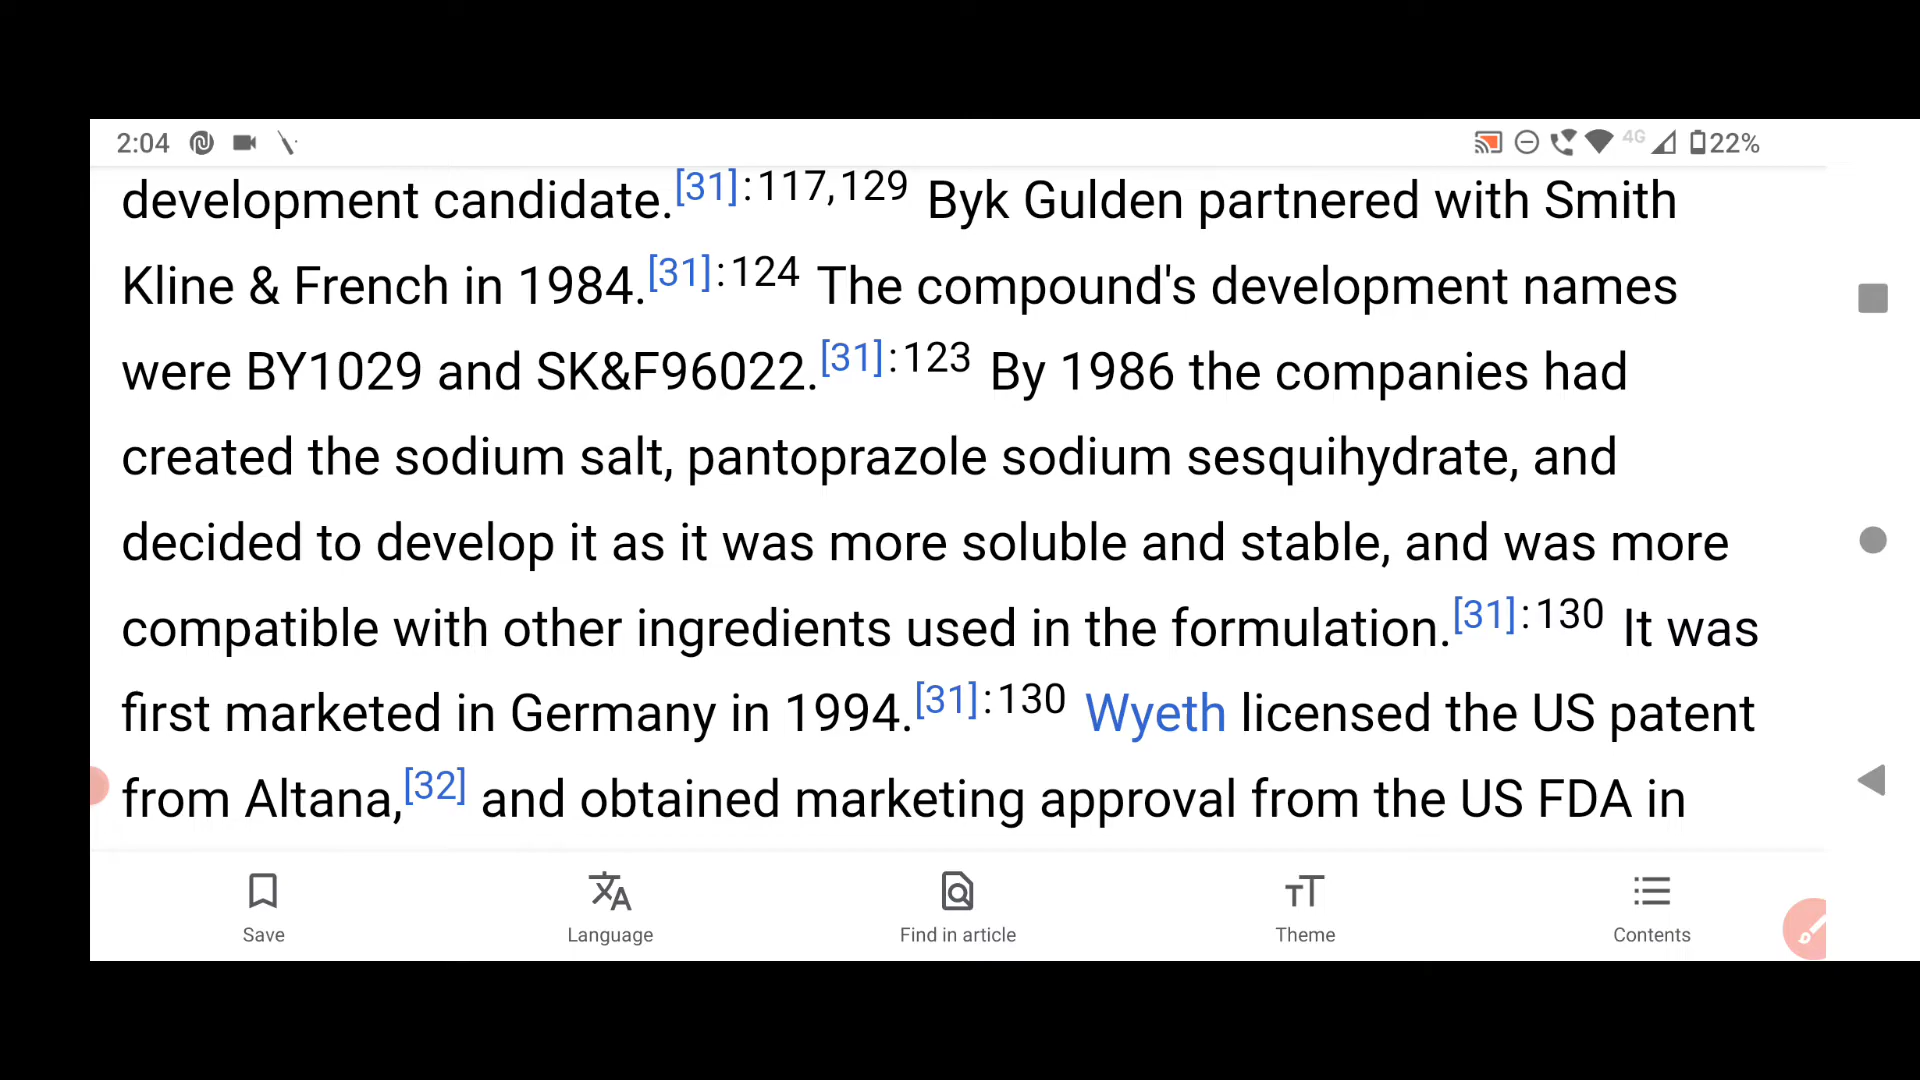 2:04 4G 22%
development candidate.[31]:117,129 Byk Gulden partnered with Smith
Kline & French in 1984.[31]:124 The compound's development names
were BY1029 and SK&F96022.[31]:123 By 1986 the companies had
created the sodium salt, pantoprazole sodium sesquihydrate, and
decided to develop it as it was more soluble and stable, and was more
compatible with other ingredients used in the formulation.[31]:130 It was
first marketed in Germany in 1994.[31]:130 Wyeth licensed the US patent
from Altana,[32] and obtained marketing approval from the US FDA in
Save Language Find in article Theme Contents